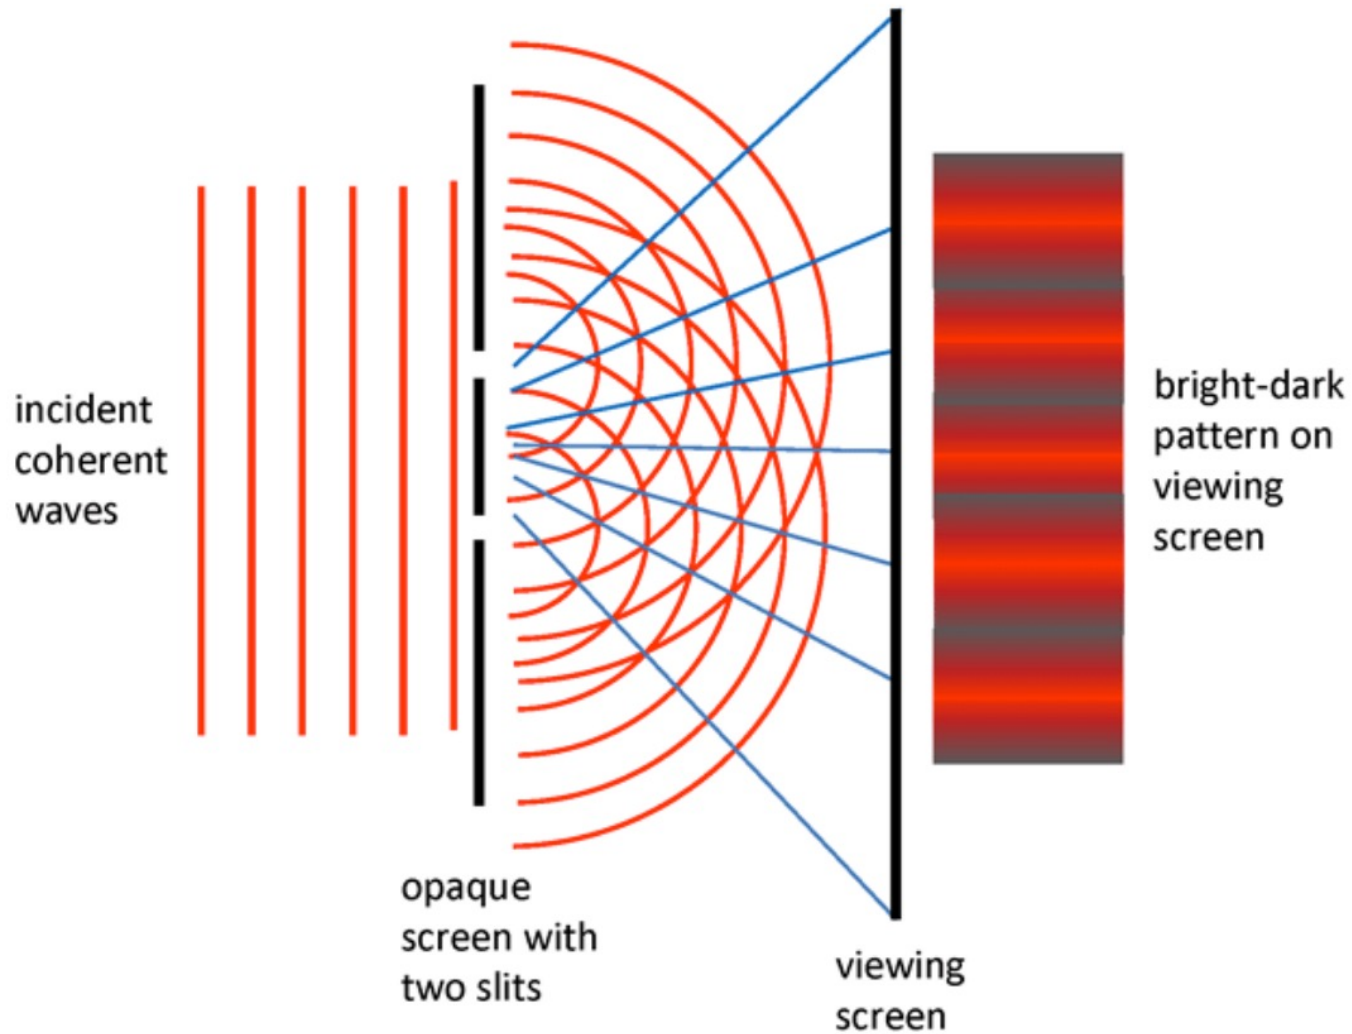 incident
coherent
waves
opaque
screen with
two slits
viewing
screen
bright-dark
pattern on
viewing
screen